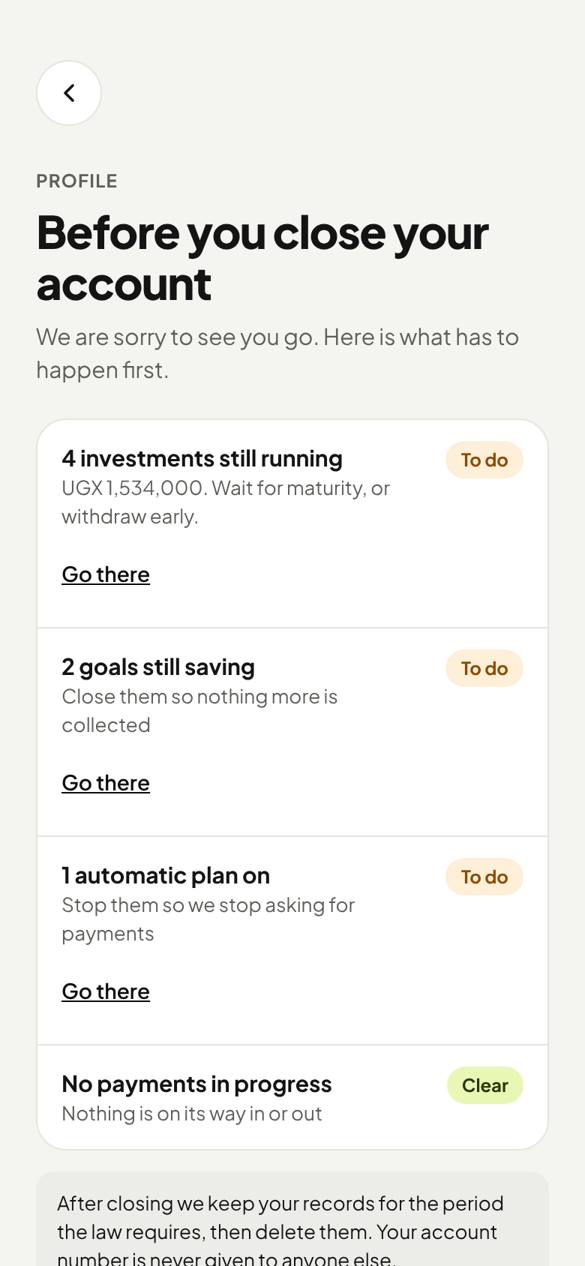 PROFILE
Before you close your
account
We are sorry to see you go. Here is what has to
happen first.
4 investments still running
To do
UGX 1,534,000. Wait for maturity, or
withdraw early.
Go there
2 goals still saving
To do
Close them so nothing more is
collected
Go there
1 automatic plan on
To do
Stop them so we stop asking for
payments
Go there
No payments in progress
Clear
Nothing is on its way in or out
After closing we keep your records for the period
the law requires, then delete them. Your account
number is never given to anyone else.